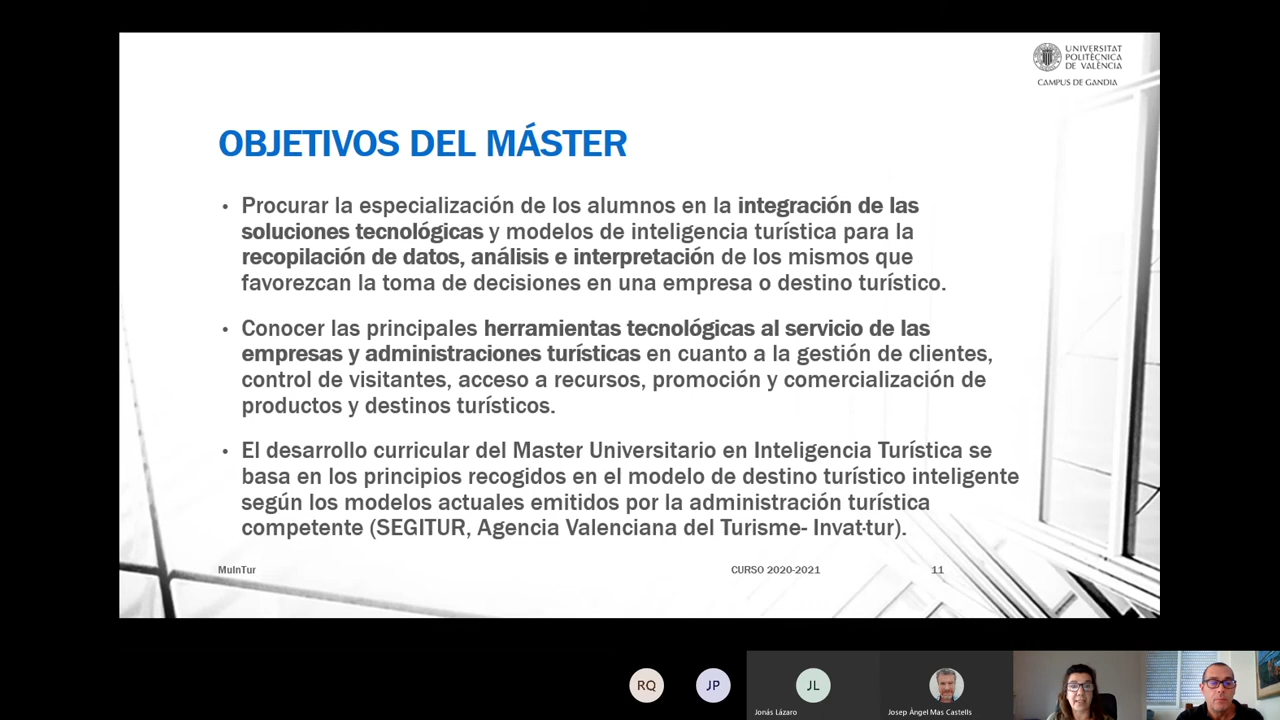 UNIVERSITAT
POLITÈCNICA
DE VALÈNCIA
CAMPUS DE GANDIA
OBJETIVOS DEL MÁSTER
• Procurar la especialización de los alumnos en la integración de las
soluciones tecnológicas y modelos de inteligencia turística para la
recopilación de datos, análisis e interpretación de los mismos que
favorezcan la toma de decisiones en una empresa o destino turístico.
• Conocer las principales herramientas tecnológicas al servicio de las
empresas y administraciones turísticas en cuanto a la gestión de clientes,
control de visitantes, acceso a recursos, promoción y comercialización de
productos y destinos turísticos.
• El desarrollo curricular del Master Universitario en Inteligencia Turística se
basa en los principios recogidos en el modelo de destino turístico inteligente
según los modelos actuales emitidos por la administración turística
competente (SEGITUR, Agencia Valenciana del Turisme- Invat·tur).
MuInTur CURSO 2020-2021 11
RQ JP JL
Jonás Lázaro Josep Àngel Mas Castells